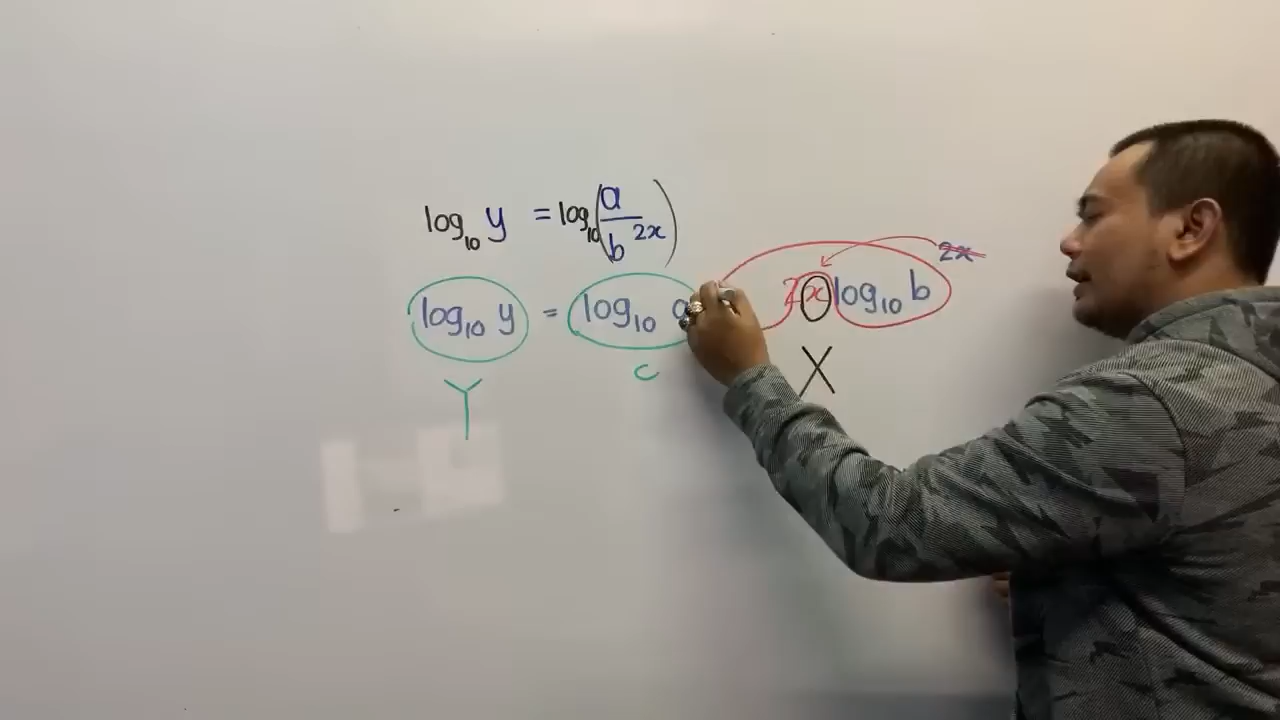 log₁₀ y = log₁₀(a/b^2x)
2x
log₁₀ y = log₁₀ a 2x log₁₀ b
Y C X